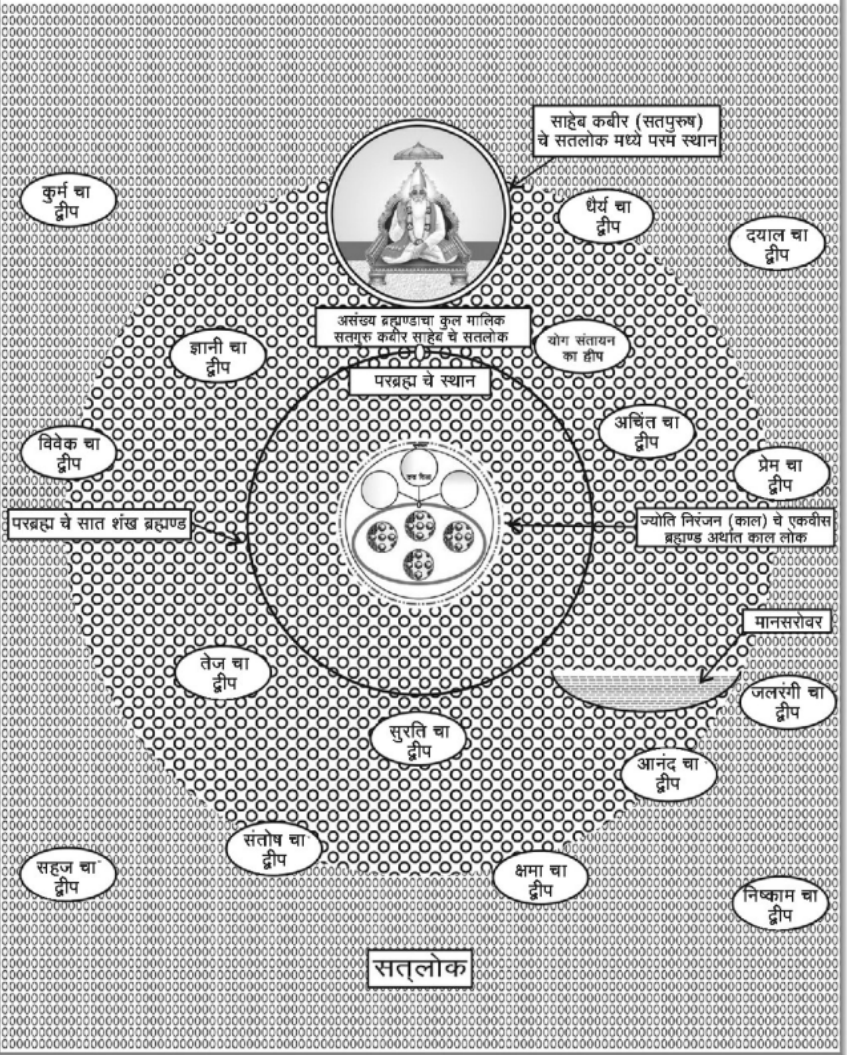 साहेब कबीर (सतपुरुष)
चे सतलोक मध्ये परम स्थान
कुर्म चा
द्वीप
धैर्य चा
द्वीप
दयाल चा
द्वीप
असंख्य ब्रह्मण्डाचा कुल मालिक
सतगुरु कबीर साहेब चे सतलोक
ज्ञानी चा
द्वीप
योग संतायन
का द्वीप
परब्रह्म चे स्थान
विवेक चा
द्वीप
अचिंत चा
द्वीप
प्रेम चा
द्वीप
परब्रह्म चे सात शंख ब्रह्मण्ड
ज्योति निरंजन (काल) चे एकवीस
ब्रह्मण्ड अर्थात काल लोक
मानसरोवर
तेज चा
द्वीप
जलरंगी चा
द्वीप
सुरति चा
द्वीप
आनंद चा
द्वीप
संतोष चा
द्वीप
सहज चा
द्वीप
क्षमा चा
द्वीप
निष्काम चा
द्वीप
सत्लोक